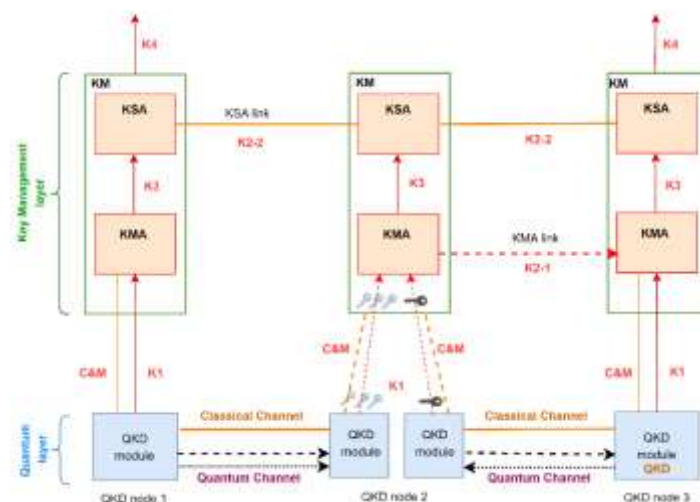 K4
K4
KM
KM
KM
KSA
KSA link
KSA
KSA
K2-2
K2-2
K3
K3
K3
Key Management
layer
KMA
KMA
KMA link
KMA
K2-1
C&M
K1
C&M
K1
C&M
C&M
K1
Quantum
layer
QKD
module
Classical Channel
QKD
module
QKD
module
Classical Channel
QKD
module
QKD
Quantum Channel
Quantum Channel
QKD node 1
QKD node 2
QKD node 3